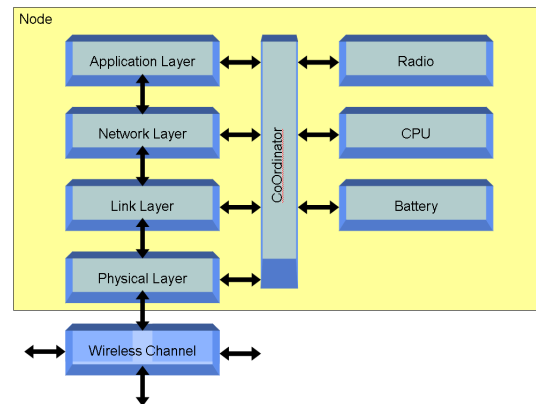 Node
Application Layer
Radio
Network Layer
CPU
CoOrdinator
Link Layer
Battery
Physical Layer
Wireless Channel